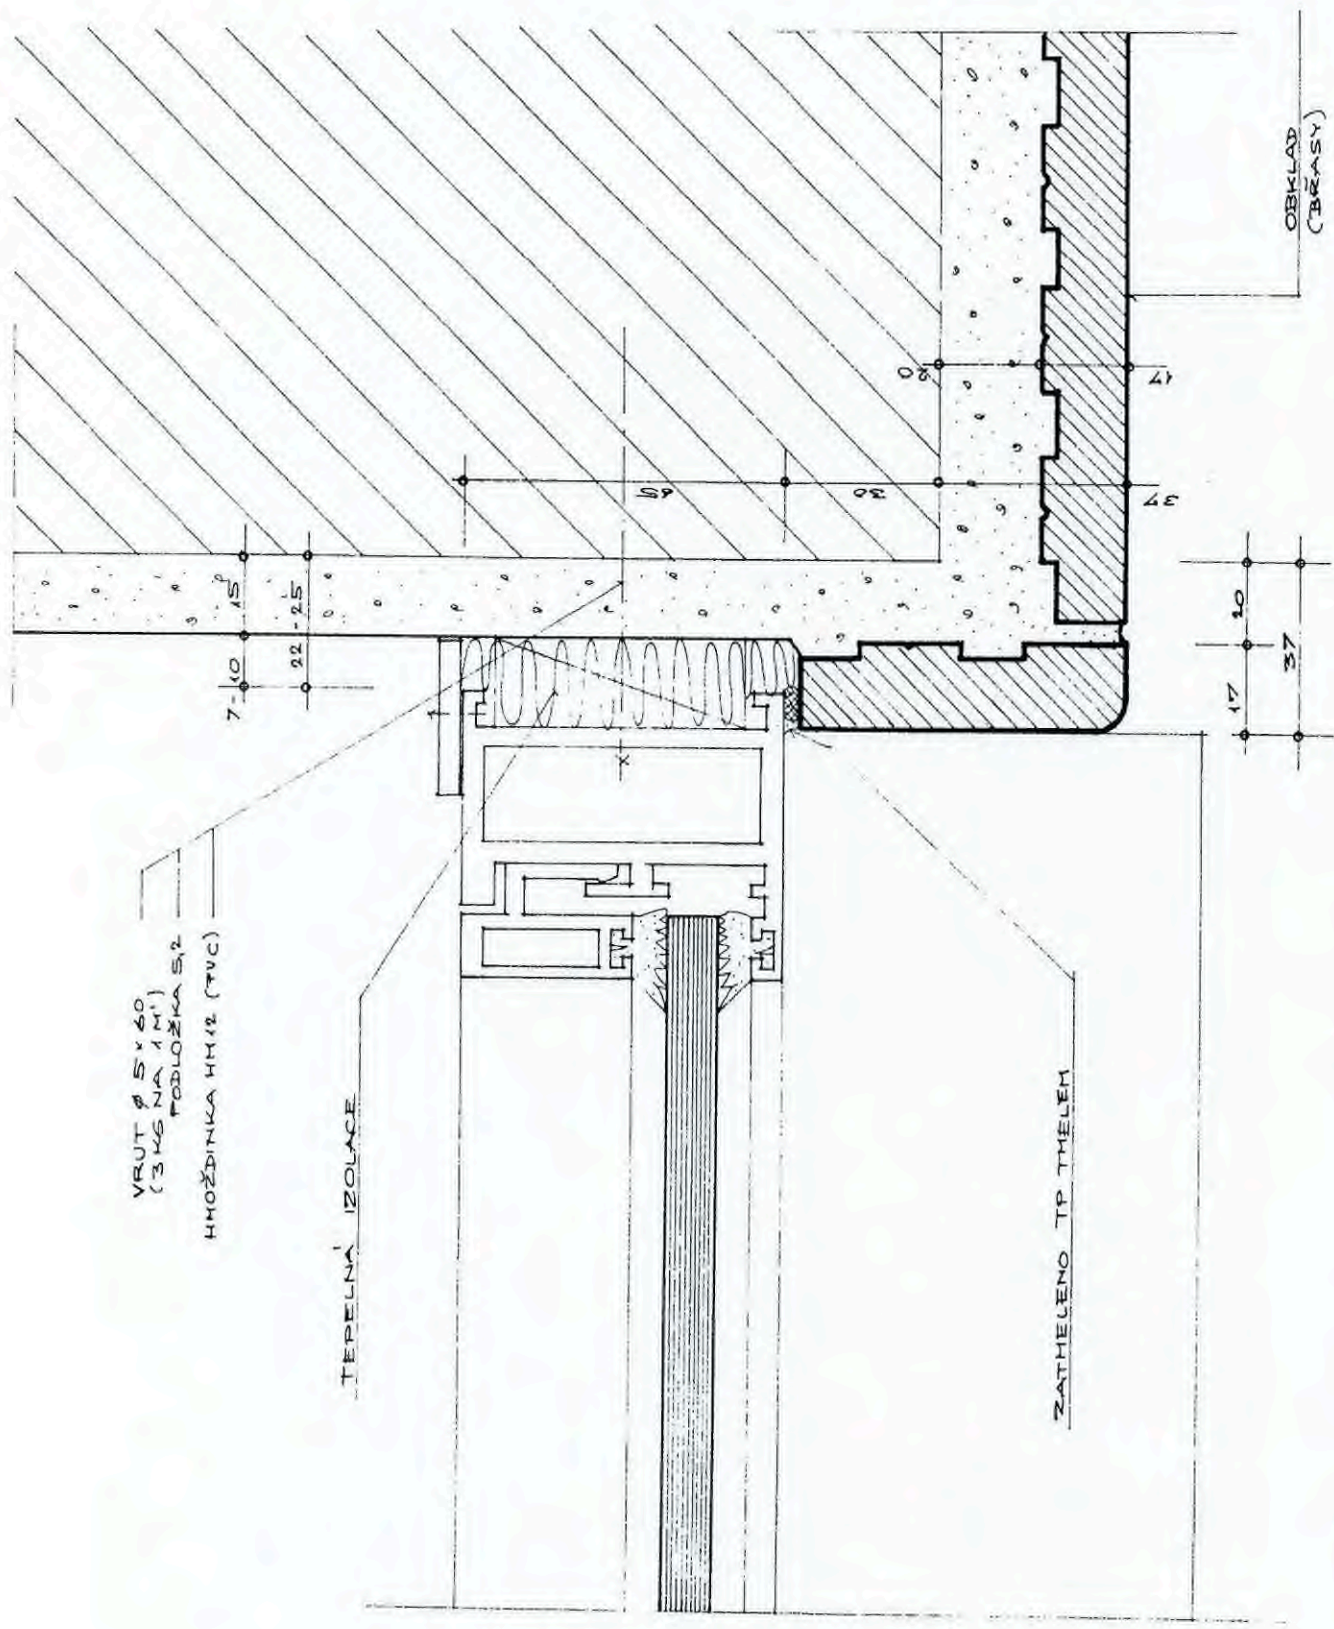 VRUT Ø 5 × 60
(3 KS NA 1 M')
PODLOŽKA 5,2
HMOŽDINKA HM 12 (PVC)
TEPELNÁ IZOLACE
ZATMELENO TP TMELEM
OBKLAD
(BŘASY)
7-10
15
22-25
65
30
37
20
17
17
20
37